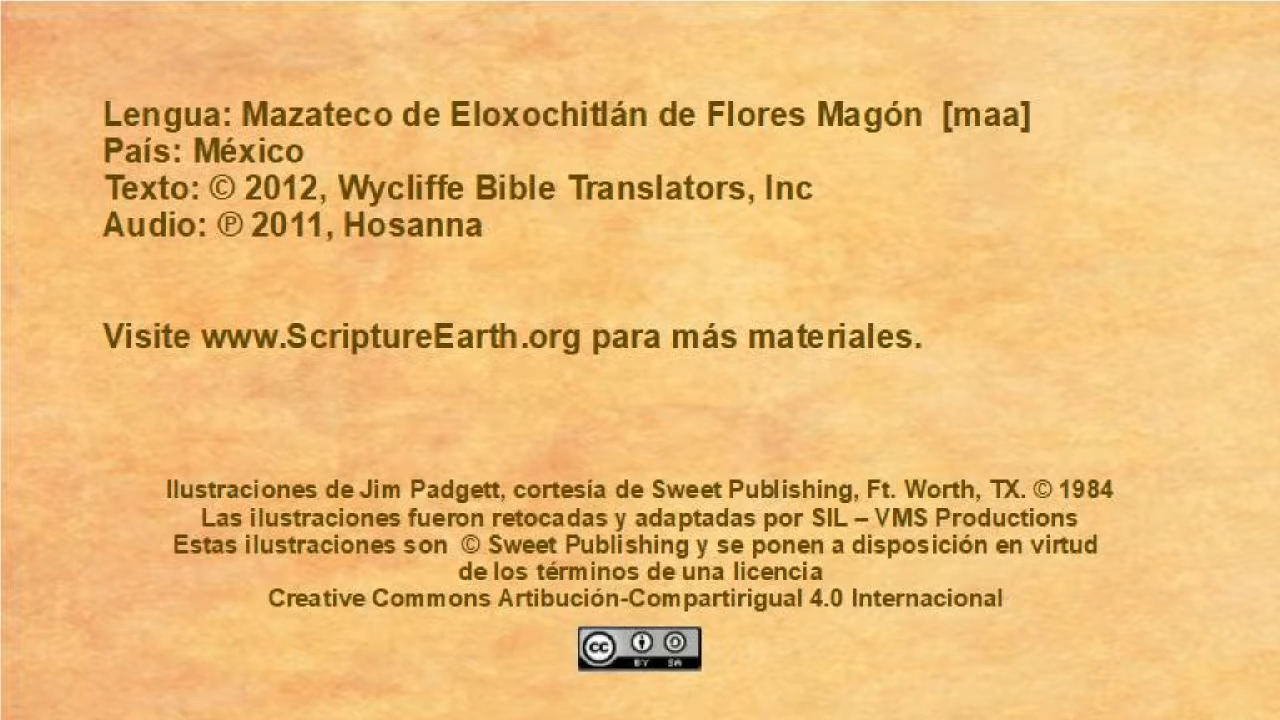 Lengua: Mazateco de Eloxochitlán de Flores Magón [maa]
País: México
Texto: © 2012, Wycliffe Bible Translators, Inc
Audio: ℗ 2011, Hosanna
Visite www.ScriptureEarth.org para más materiales.
Ilustraciones de Jim Padgett, cortesía de Sweet Publishing, Ft. Worth, TX. © 1984
Las ilustraciones fueron retocadas y adaptadas por SIL – VMS Productions
Estas ilustraciones son © Sweet Publishing y se ponen a disposición en virtud
de los términos de una licencia
Creative Commons Artibución-Compartirigual 4.0 Internacional
cc BY SA